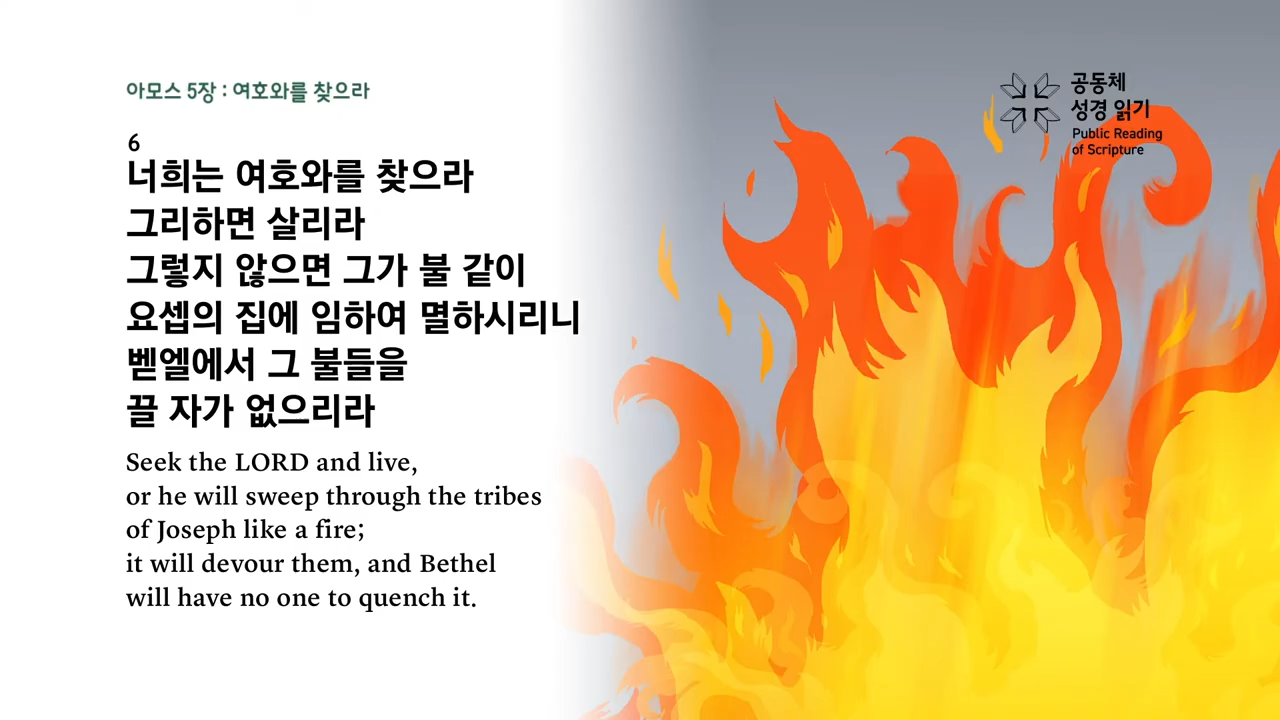 아모스 5장 : 여호와를 찾으라
6
너희는 여호와를 찾으라
그리하면 살리라
그렇지 않으면 그가 불 같이
요셉의 집에 임하여 멸하시리니
벧엘에서 그 불들을
끌 자가 없으리라
Seek the LORD and live,
or he will sweep through the tribes
of Joseph like a fire;
it will devour them, and Bethel
will have no one to quench it.
공동체
성경 읽기
Public Reading
of Scripture